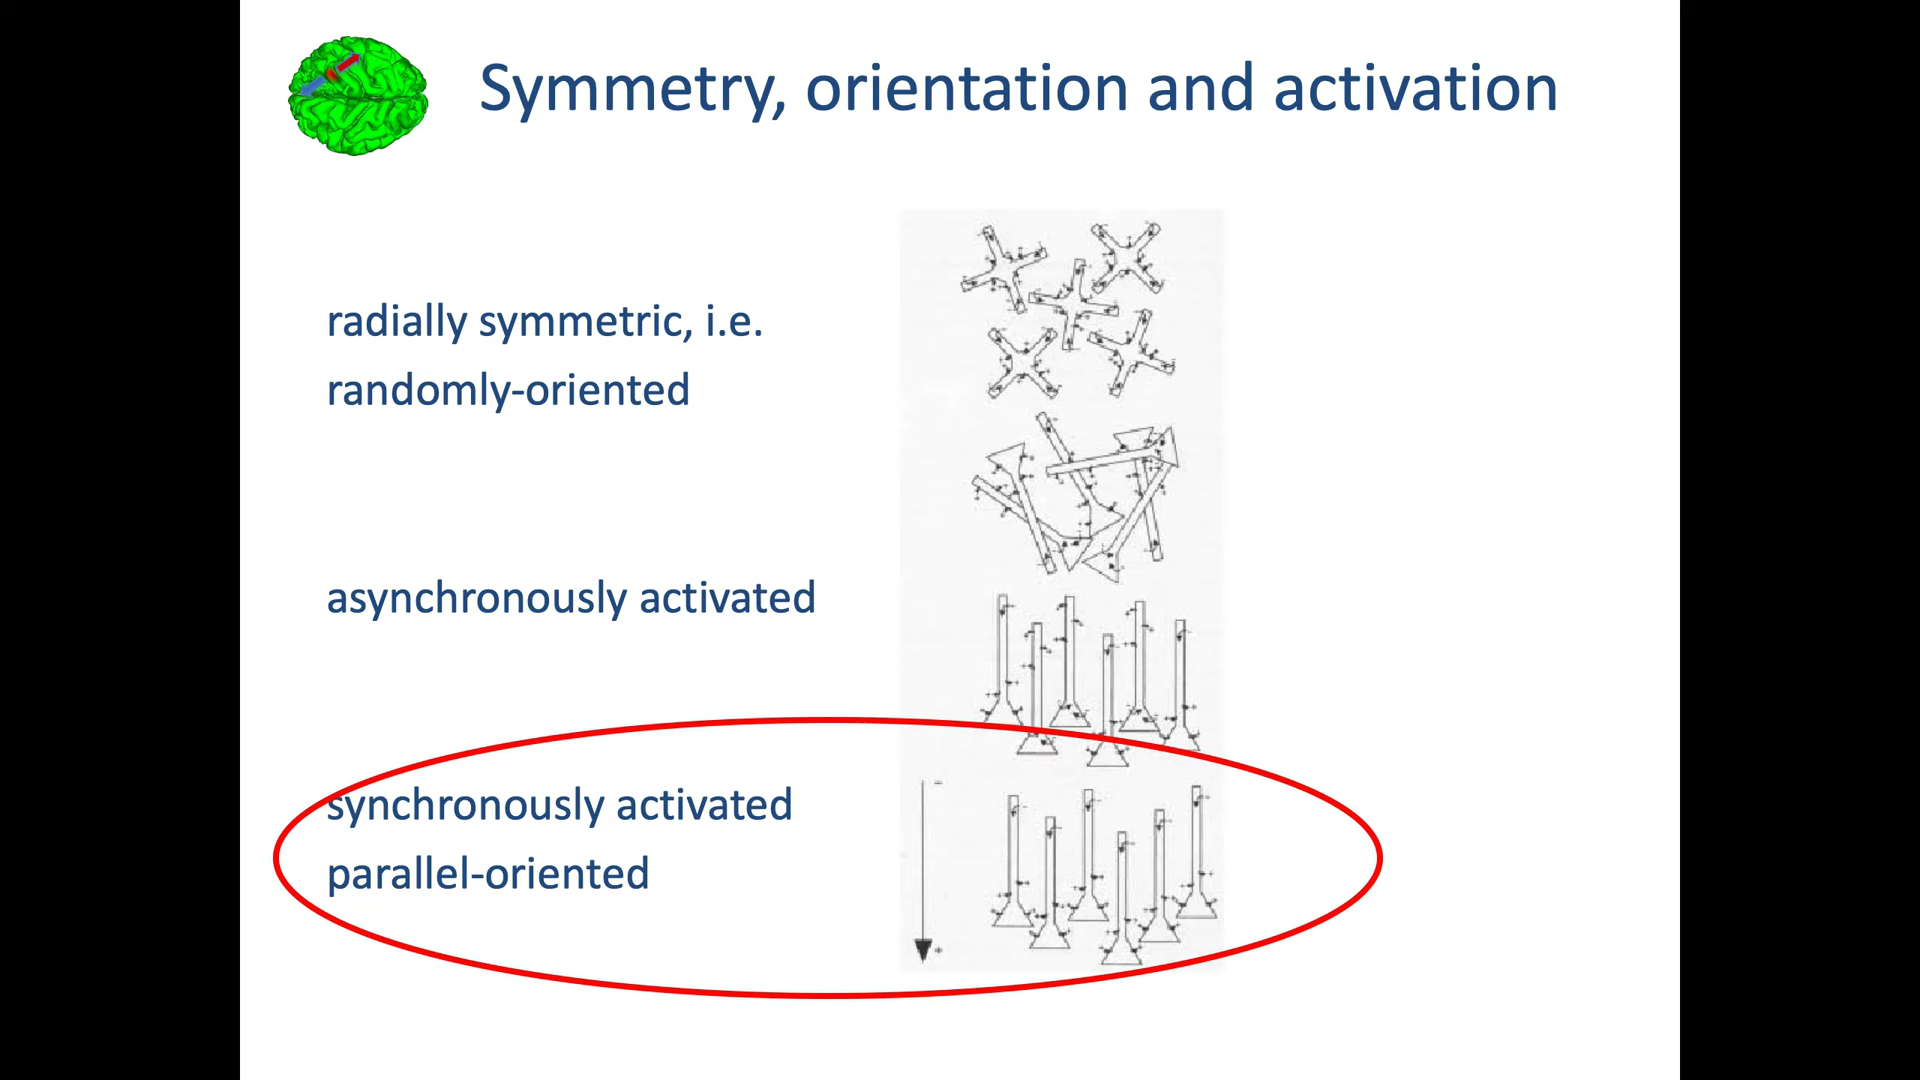 Symmetry, orientation and activation
radially symmetric, i.e.
randomly-oriented
asynchronously activated
synchronously activated
parallel-oriented